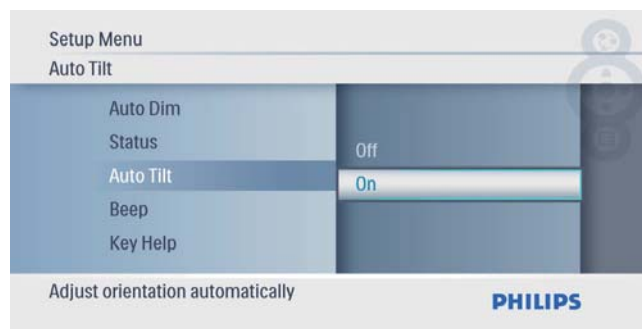 Setup Menu
Auto Tilt
Auto Dim
Status
Auto Tilt
Beep
Key Help
Off
On
Adjust orientation automatically
PHILIPS